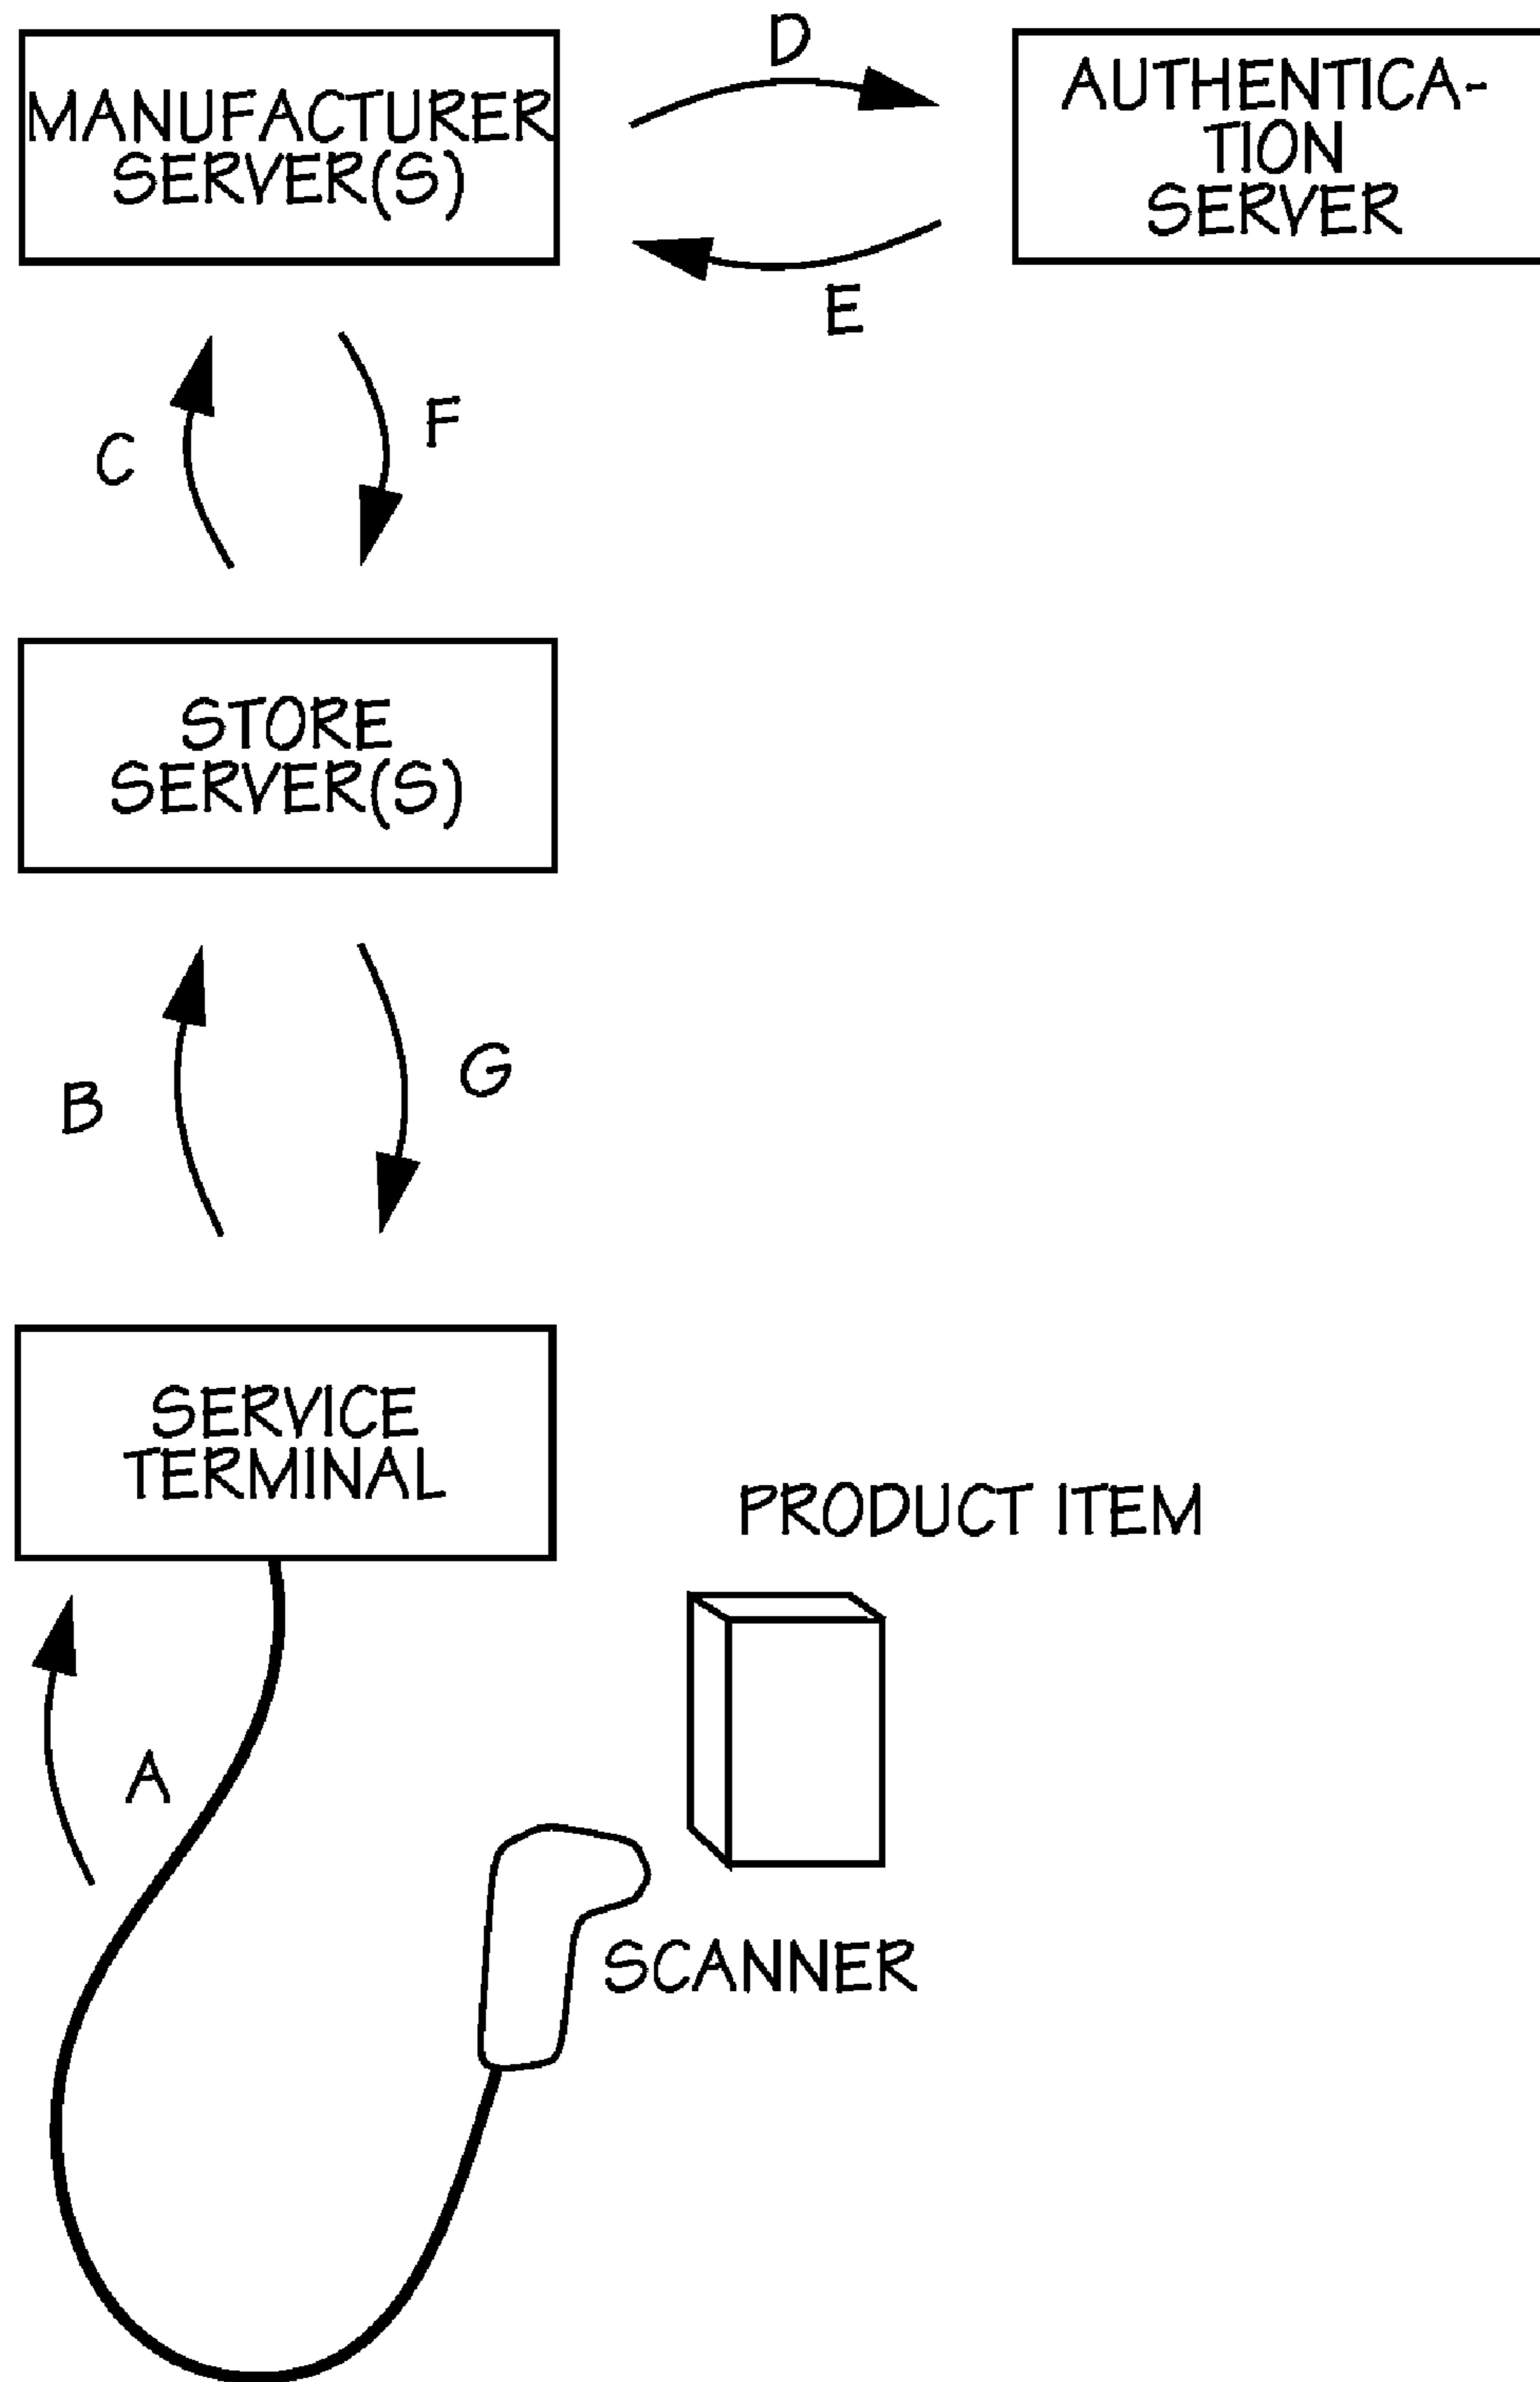 D
MANUFACTURER
SERVER(S)
AUTHENTICA-
TION
SERVER
E
C
F
STORE
SERVER(S)
B
G
SERVICE
TERMINAL
PRODUCT ITEM
A
SCANNER